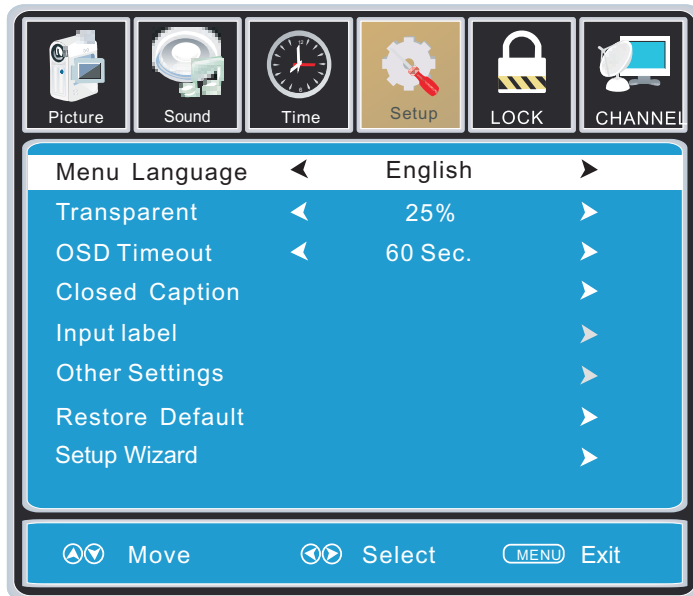 Picture Sound Time Setup LOCK CHANNEL
Menu Language English
Transparent 25%
OSD Timeout 60 Sec.
Closed Caption
Input label
Other Settings
Restore Default
Setup Wizard
Move Select MENU Exit